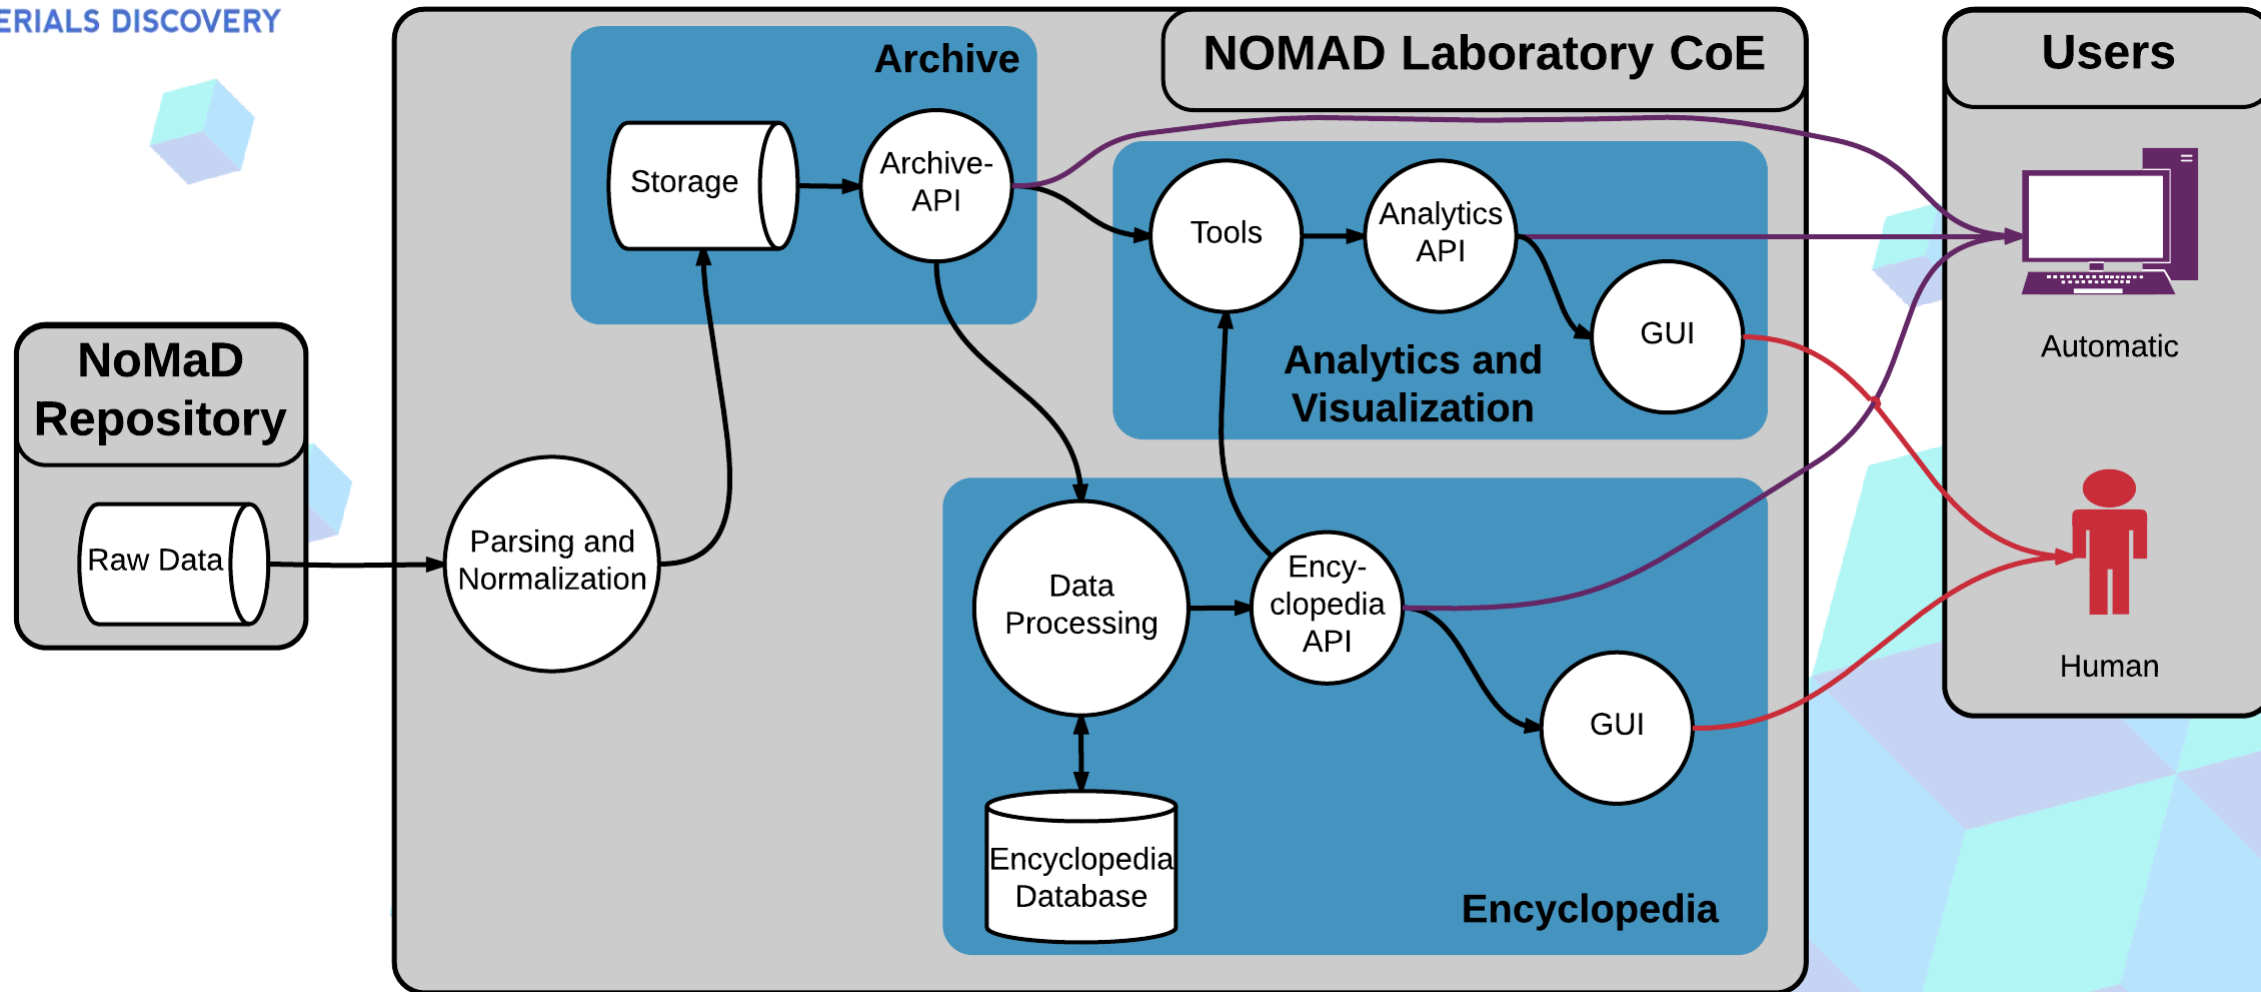 ERIALS DISCOVERY
NoMaD
Repository
Raw Data
Parsing and
Normalization
Archive
Storage
Archive-
API
NOMAD Laboratory CoE
Tools
Analytics
API
GUI
Analytics and
Visualization
Data
Processing
Ency-
clopedia
API
GUI
Encyclopedia
Database
Encyclopedia
Users
Automatic
Human